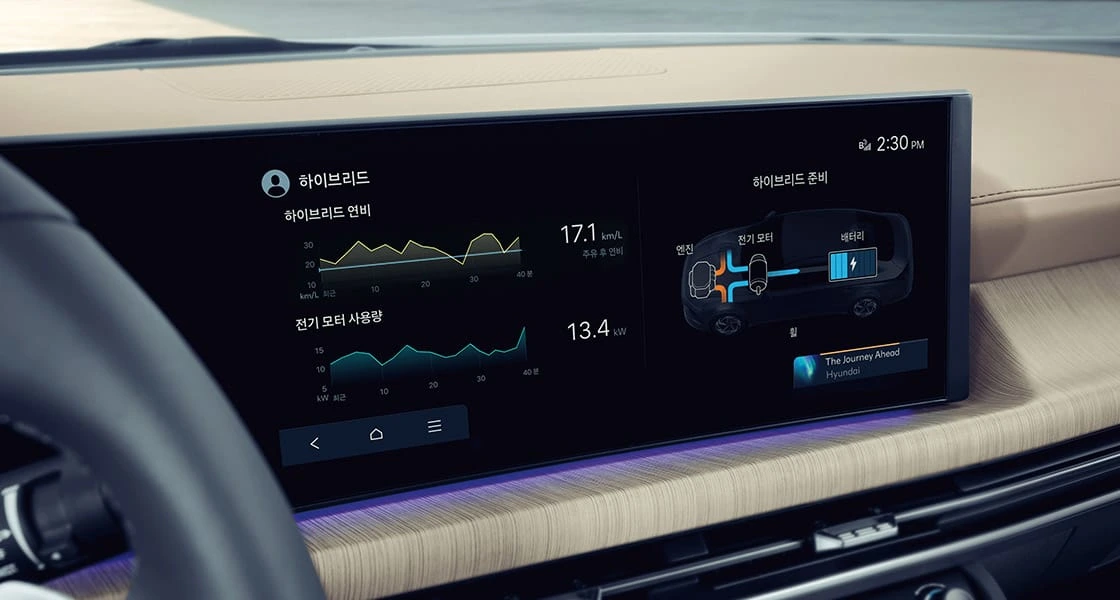 2:30 PM
하이브리드
하이브리드 연비
30
20
10
km/L 최근 10 20 30 40 분
17.1 km/L
주유 후 연비
전기 모터 사용량
15
10
5
kW 최근 10 20 30 40 분
13.4 kW
하이브리드 준비
엔진
전기 모터
배터리
휠
The Journey Ahead
Hyundai